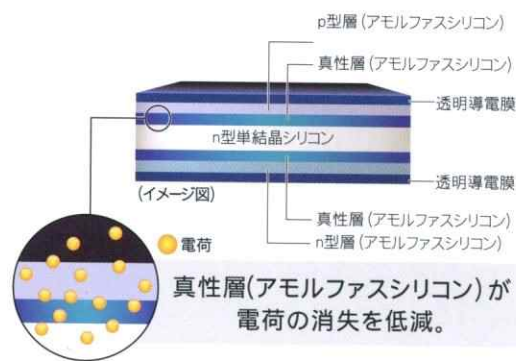 p型層(アモルファスシリコン)
真性層(アモルファスシリコン)
透明導電膜
n型単結晶シリコン
透明導電膜
(イメージ図)
真性層(アモルファスシリコン)
n型層(アモルファスシリコン)
電荷
真性層(アモルファスシリコン)が
電荷の消失を低減。